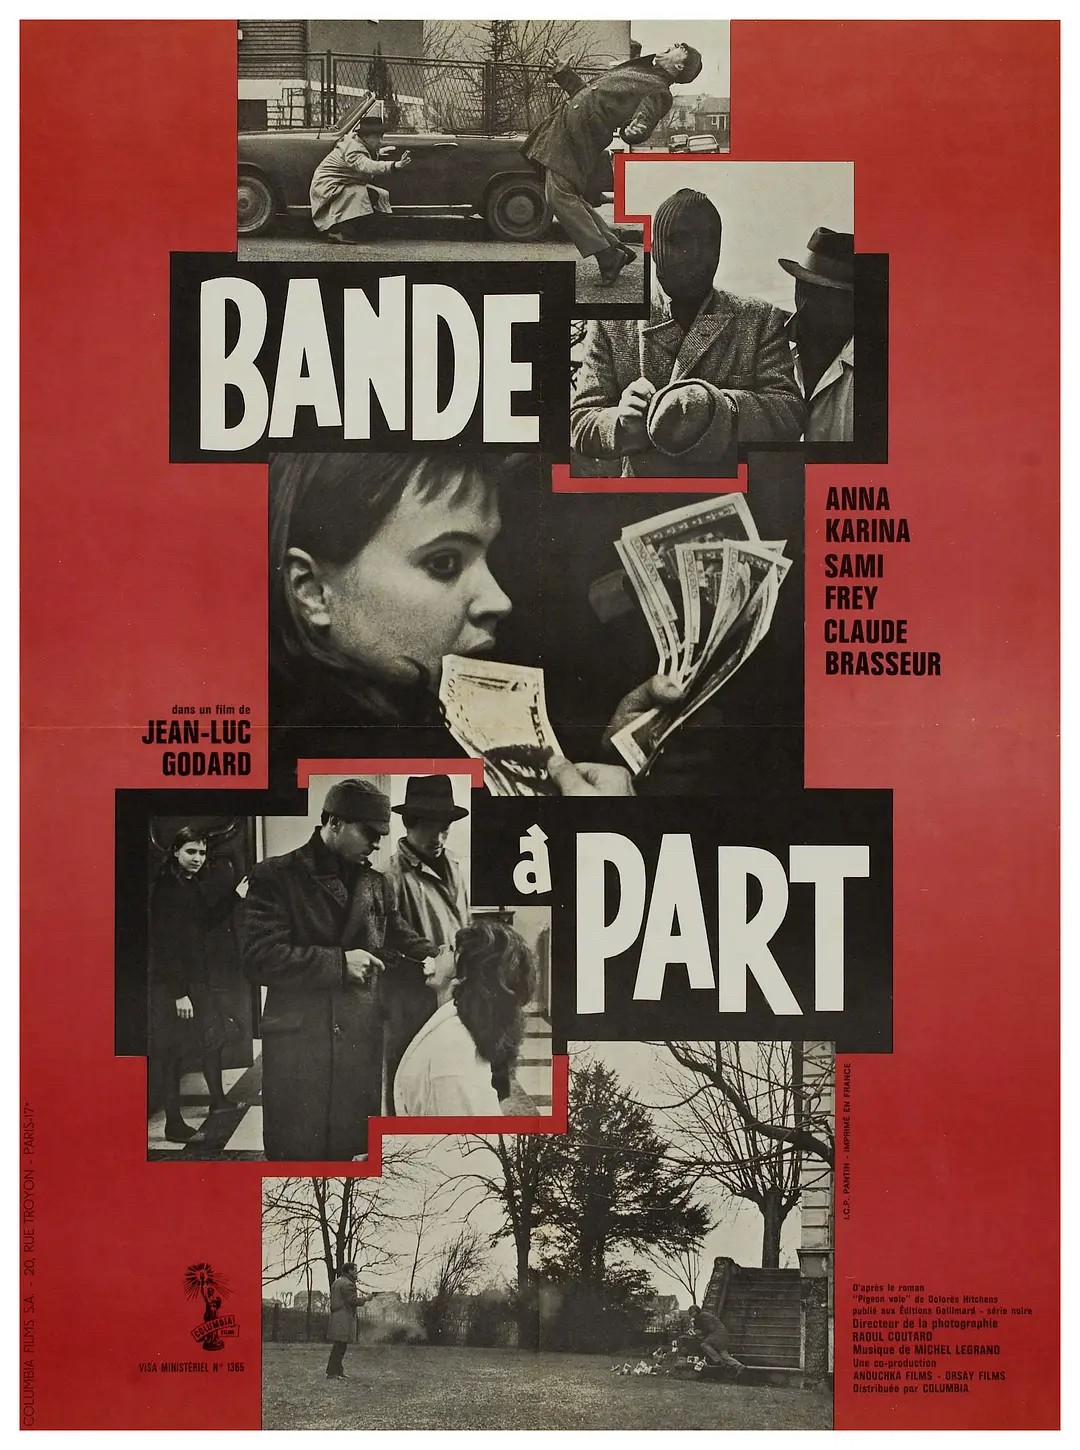 BANDE
ANNA
KARINA
SAMI
FREY
CLAUDE
BRASSEUR
dans un film de
JEAN-LUC
GODARD
à PART
COLUMBIA FILMS S.A. - 20, RUE TROYON - PARIS-17e
I.C.P. PANTIN - IMPRIMÉ EN FRANCE
COLUMBIA
FILMS
VISA MINISTÉRIEL N° 1365
D'après le roman
"Pigeon vole" de Dolorès Hitchens
publié aux Éditions Gallimard - série noire
Directeur de la photographie
RAOUL COUTARD
Musique de MICHEL LEGRAND
Une co-production
ANOUCHKA FILMS - ORSAY FILMS
Distribuée par COLUMBIA